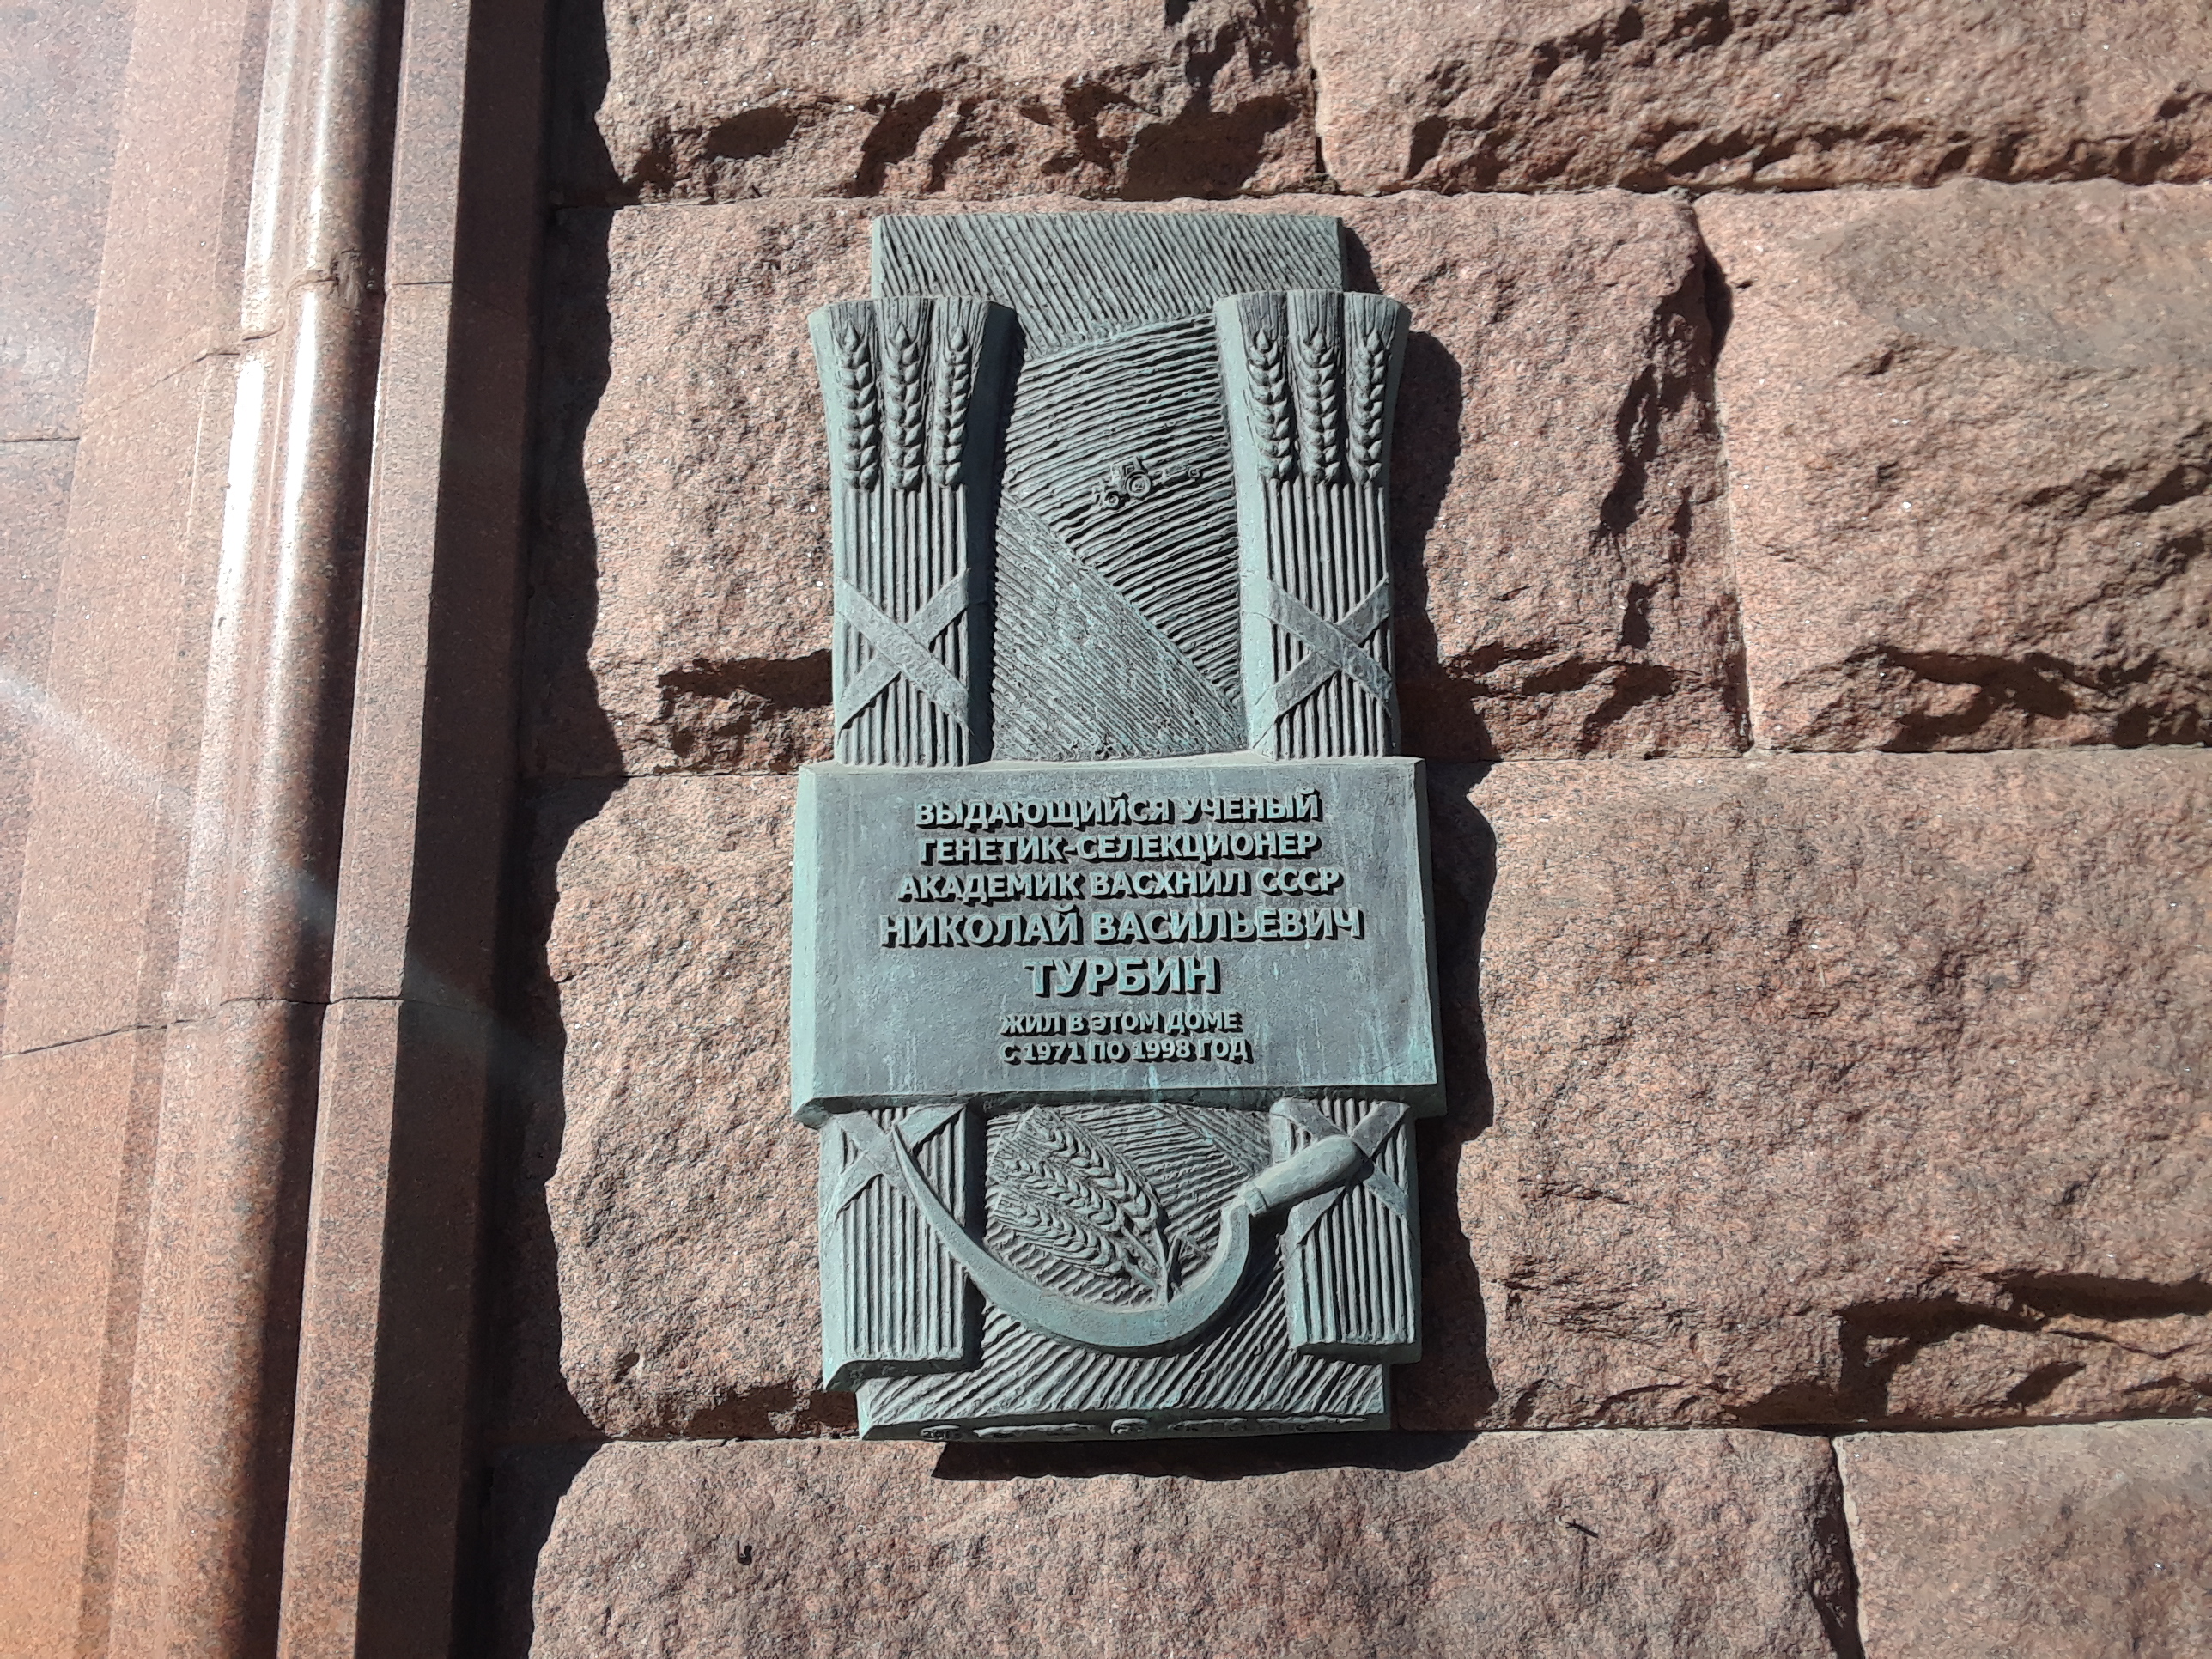 ВЫДАЮЩИЙСЯ УЧЕНЫЙ
ГЕНЕТИК-СЕЛЕКЦИОНЕР
АКАДЕМИК ВАСХНИЛ СССР
НИКОЛАЙ ВАСИЛЬЕВИЧ
ТУРБИН
ЖИЛ В ЭТОМ ДОМЕ
С 1971 ПО 1998 ГОД